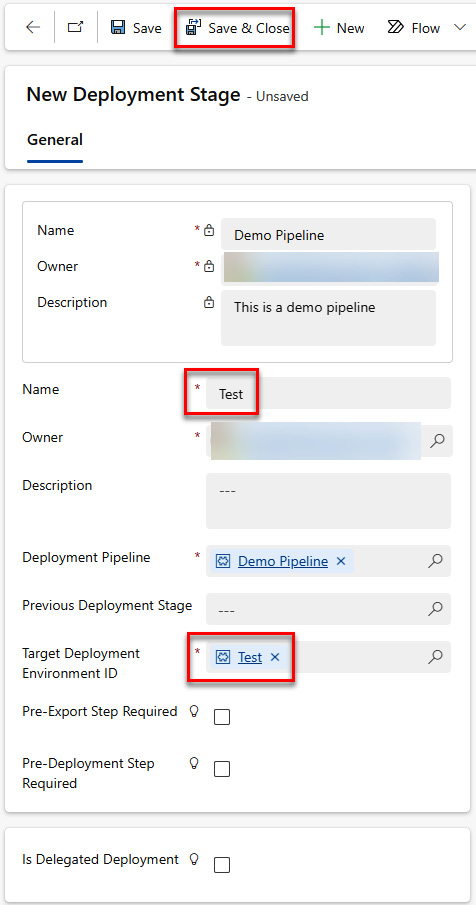 Save Save & Close New Flow
New Deployment Stage - Unsaved
General
Name * Demo Pipeline
Owner *
Description This is a demo pipeline
Name * Test
Owner *
Description ---
Deployment Pipeline * Demo Pipeline
Previous Deployment Stage ---
Target Deployment
Environment ID * Test
Pre-Export Step Required
Pre-Deployment Step
Required
Is Delegated Deployment